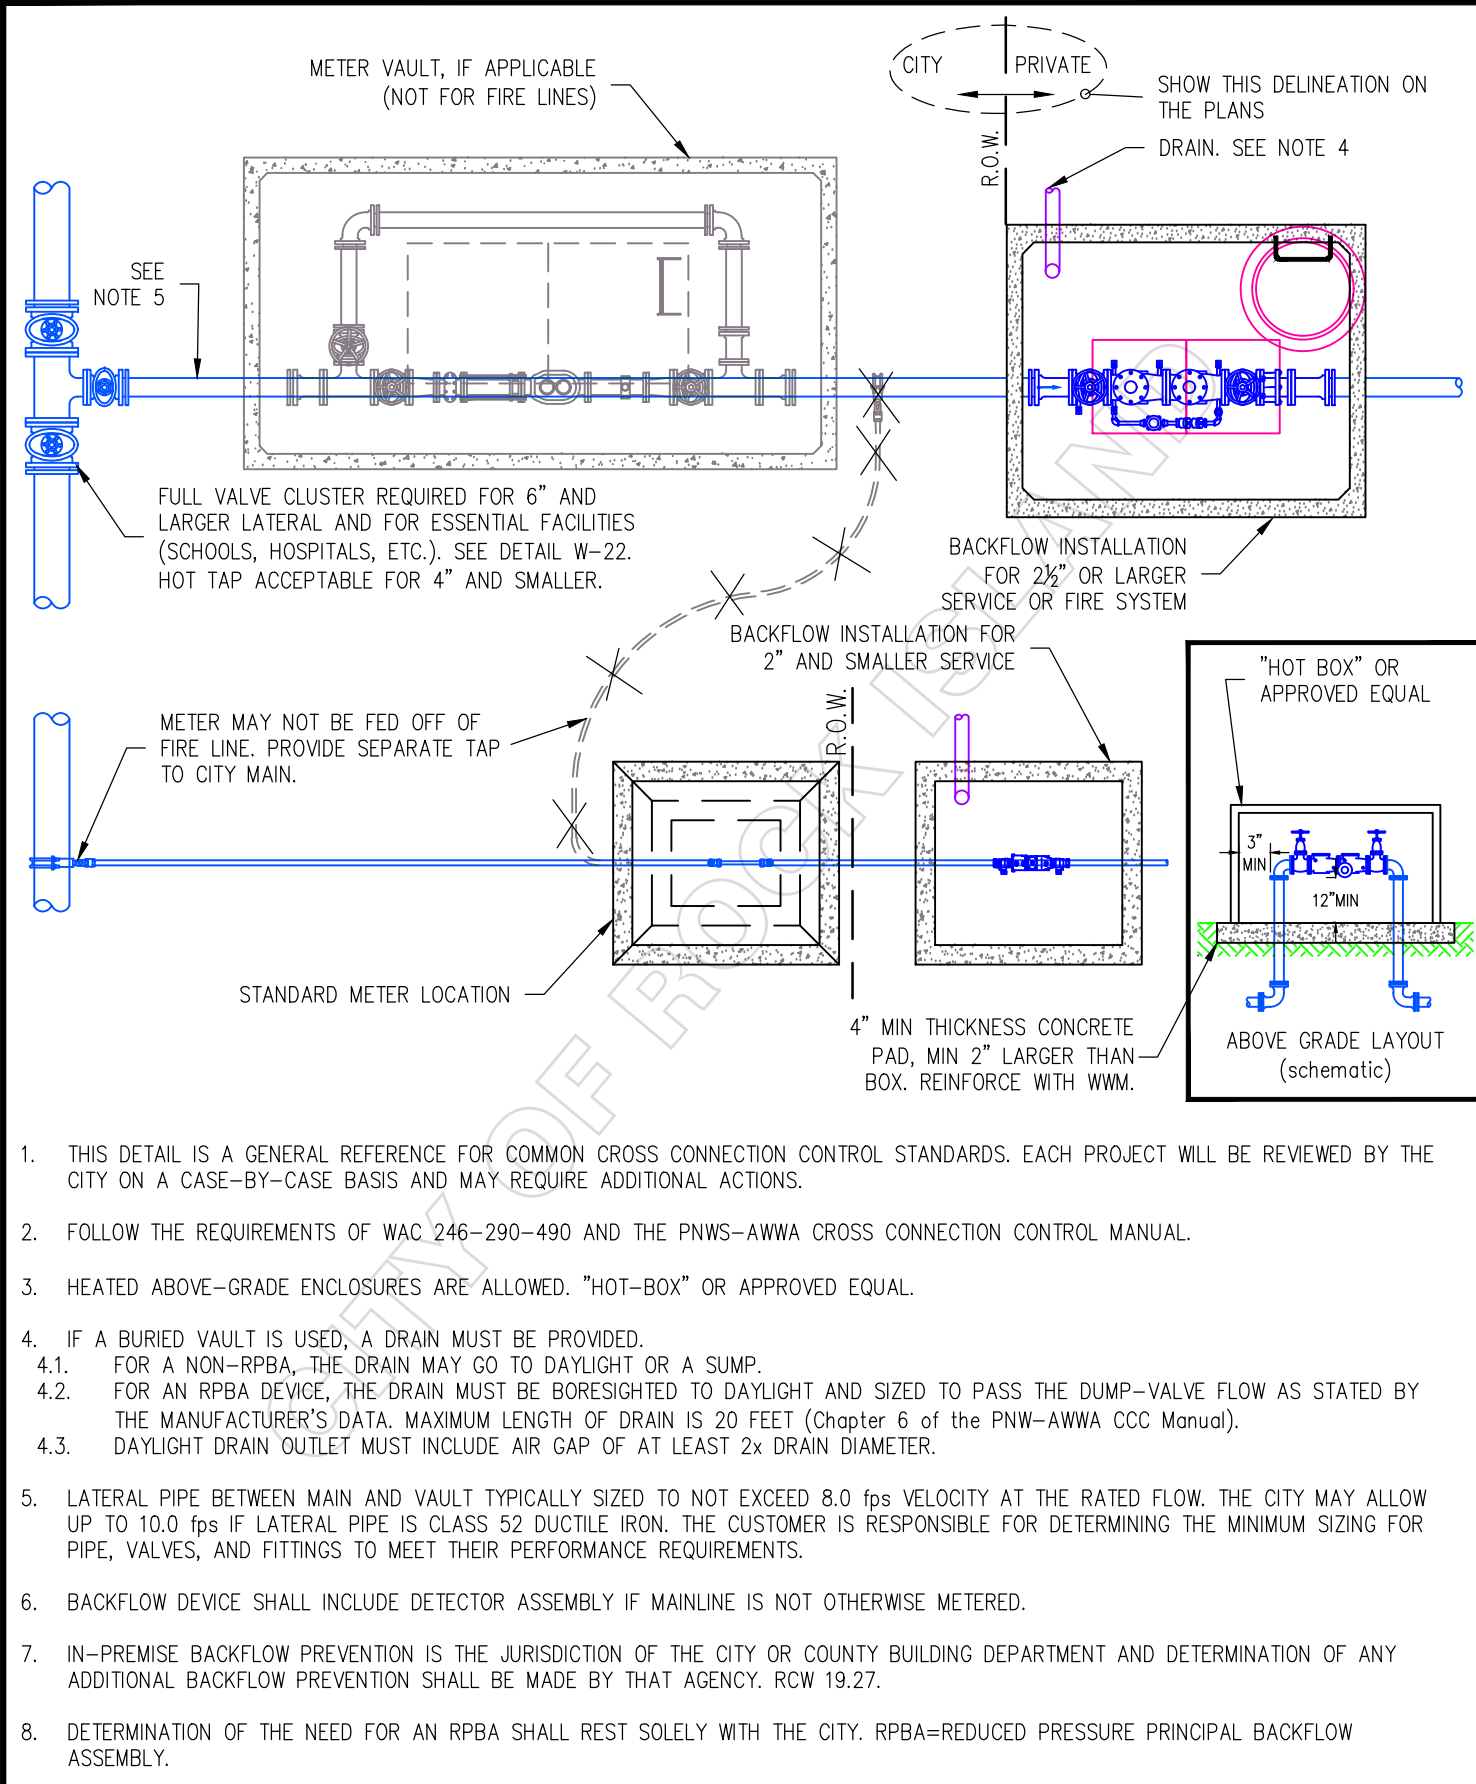 METER VAULT, IF APPLICABLE
(NOT FOR FIRE LINES)
CITY
PRIVATE
SHOW THIS DELINEATION ON
THE PLANS
R.O.W.
DRAIN. SEE NOTE 4
SEE
NOTE 5
FULL VALVE CLUSTER REQUIRED FOR 6" AND
LARGER LATERAL AND FOR ESSENTIAL FACILITIES
(SCHOOLS, HOSPITALS, ETC.). SEE DETAIL W-22.
HOT TAP ACCEPTABLE FOR 4" AND SMALLER.
BACKFLOW INSTALLATION
FOR 2½" OR LARGER
SERVICE OR FIRE SYSTEM
BACKFLOW INSTALLATION FOR
2" AND SMALLER SERVICE
R.O.W.
METER MAY NOT BE FED OFF OF
FIRE LINE. PROVIDE SEPARATE TAP
TO CITY MAIN.
STANDARD METER LOCATION
"HOT BOX" OR
APPROVED EQUAL
3"
MIN
12"MIN
4" MIN THICKNESS CONCRETE
PAD, MIN 2" LARGER THAN
BOX. REINFORCE WITH WWM.
ABOVE GRADE LAYOUT
(schematic)
CITY OF ROCK ISLAND
1. THIS DETAIL IS A GENERAL REFERENCE FOR COMMON CROSS CONNECTION CONTROL STANDARDS. EACH PROJECT WILL BE REVIEWED BY THE
CITY ON A CASE-BY-CASE BASIS AND MAY REQUIRE ADDITIONAL ACTIONS.
2. FOLLOW THE REQUIREMENTS OF WAC 246-290-490 AND THE PNWS-AWWA CROSS CONNECTION CONTROL MANUAL.
3. HEATED ABOVE-GRADE ENCLOSURES ARE ALLOWED. "HOT-BOX" OR APPROVED EQUAL.
4. IF A BURIED VAULT IS USED, A DRAIN MUST BE PROVIDED.
4.1. FOR A NON-RPBA, THE DRAIN MAY GO TO DAYLIGHT OR A SUMP.
4.2. FOR AN RPBA DEVICE, THE DRAIN MUST BE BORESIGHTED TO DAYLIGHT AND SIZED TO PASS THE DUMP-VALVE FLOW AS STATED BY
THE MANUFACTURER'S DATA. MAXIMUM LENGTH OF DRAIN IS 20 FEET (Chapter 6 of the PNW-AWWA CCC Manual).
4.3. DAYLIGHT DRAIN OUTLET MUST INCLUDE AIR GAP OF AT LEAST 2x DRAIN DIAMETER.
5. LATERAL PIPE BETWEEN MAIN AND VAULT TYPICALLY SIZED TO NOT EXCEED 8.0 fps VELOCITY AT THE RATED FLOW. THE CITY MAY ALLOW
UP TO 10.0 fps IF LATERAL PIPE IS CLASS 52 DUCTILE IRON. THE CUSTOMER IS RESPONSIBLE FOR DETERMINING THE MINIMUM SIZING FOR
PIPE, VALVES, AND FITTINGS TO MEET THEIR PERFORMANCE REQUIREMENTS.
6. BACKFLOW DEVICE SHALL INCLUDE DETECTOR ASSEMBLY IF MAINLINE IS NOT OTHERWISE METERED.
7. IN-PREMISE BACKFLOW PREVENTION IS THE JURISDICTION OF THE CITY OR COUNTY BUILDING DEPARTMENT AND DETERMINATION OF ANY
ADDITIONAL BACKFLOW PREVENTION SHALL BE MADE BY THAT AGENCY. RCW 19.27.
8. DETERMINATION OF THE NEED FOR AN RPBA SHALL REST SOLELY WITH THE CITY. RPBA=REDUCED PRESSURE PRINCIPAL BACKFLOW
ASSEMBLY.